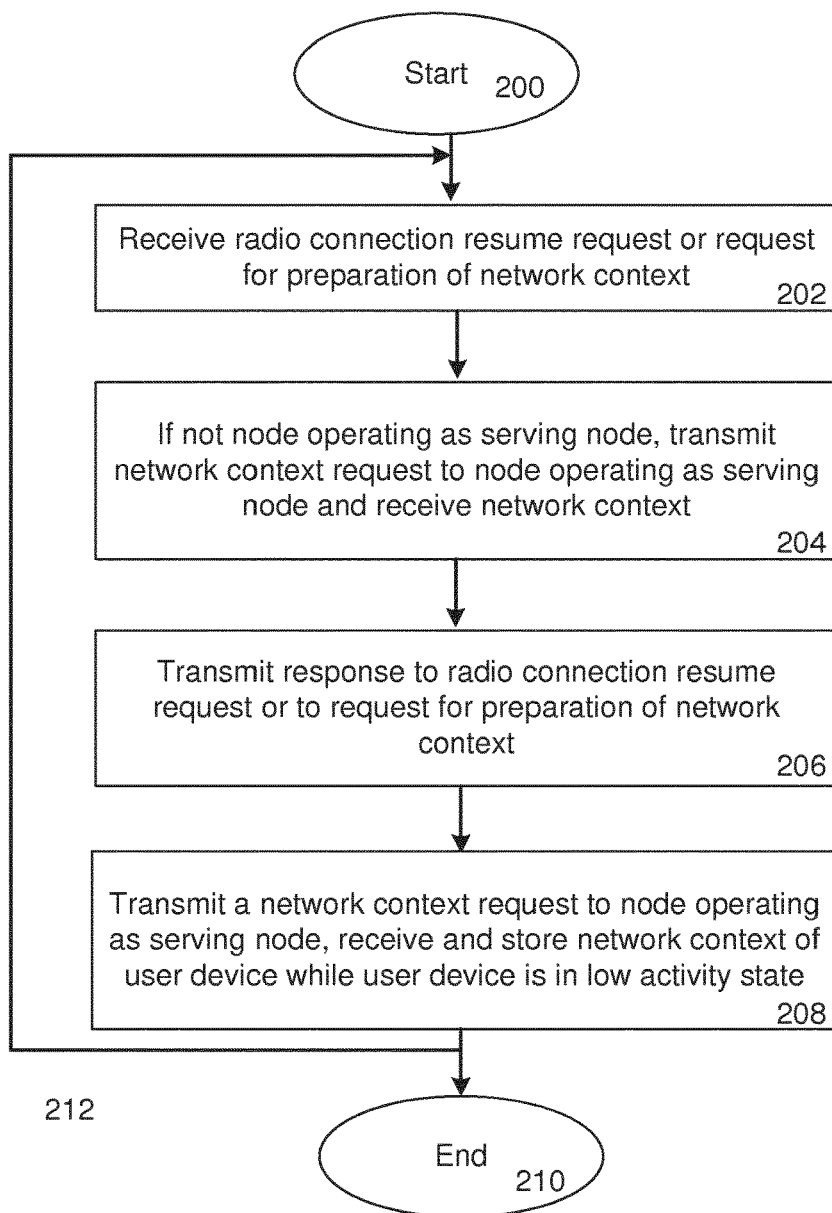 Start
200
Receive radio connection resume request or request
for preparation of network context
202
If not node operating as serving node, transmit
network context request to node operating as serving
node and receive network context
204
Transmit response to radio connection resume
request or to request for preparation of network
context
206
Transmit a network context request to node operating
as serving node, receive and store network context of
user device while user device is in low activity state
208
212
End
210